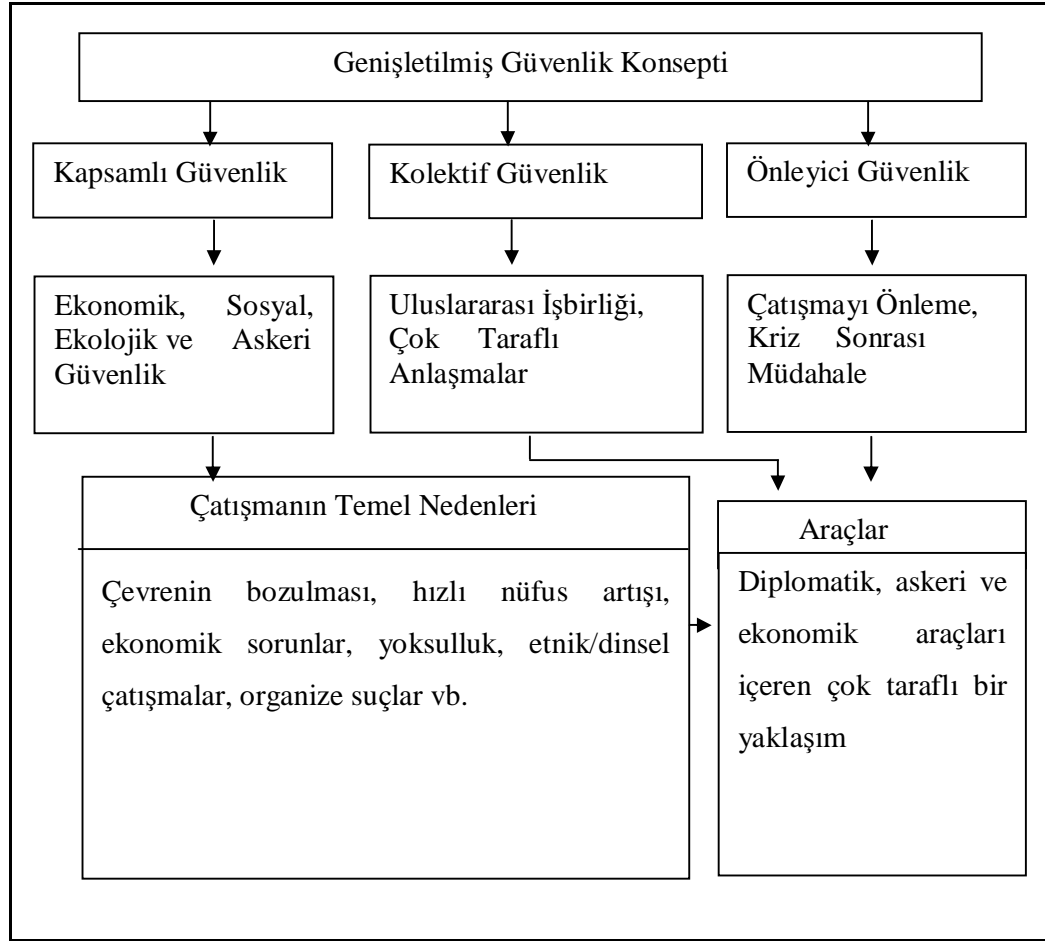 Genişletilmiş Güvenlik Konsepti
Kapsamlı Güvenlik
Kolektif Güvenlik
Önleyici Güvenlik
Ekonomik, Sosyal,
Ekolojik ve Askeri
Güvenlik
Uluslararası İşbirliği,
Çok Taraflı
Anlaşmalar
Çatışmayı Önleme,
Kriz Sonrası
Müdahale
Çatışmanın Temel Nedenleri
Çevrenin bozulması, hızlı nüfus artışı,
ekonomik sorunlar, yoksulluk, etnik/dinsel
çatışmalar, organize suçlar vb.
Araçlar
Diplomatik, askeri ve
ekonomik araçları
içeren çok taraflı bir
yaklaşım